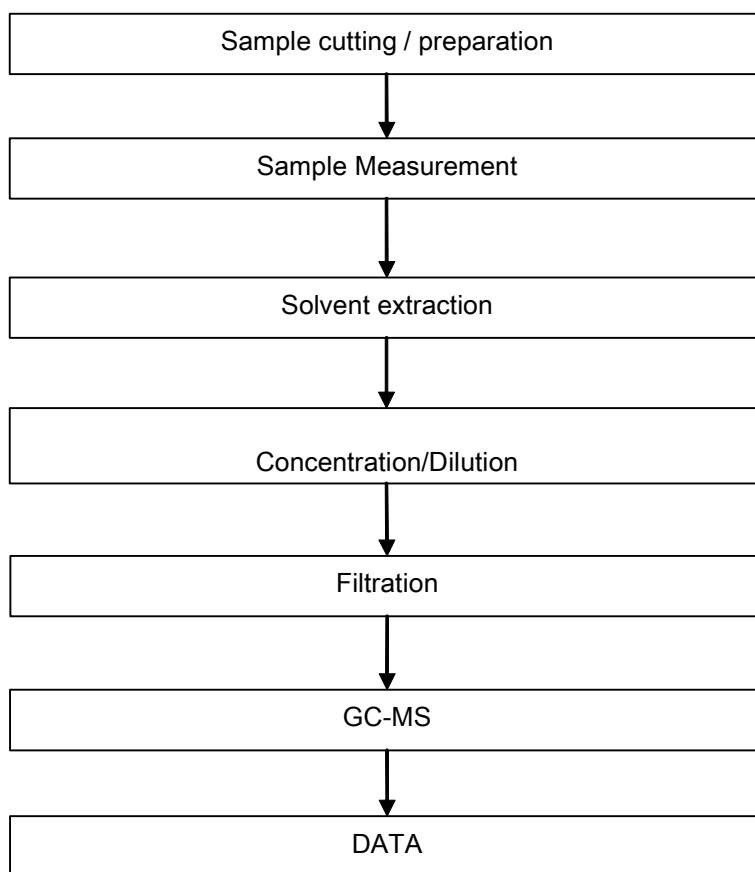 Sample cutting / preparation
Sample Measurement
Solvent extraction
Concentration/Dilution
Filtration
GC-MS
DATA